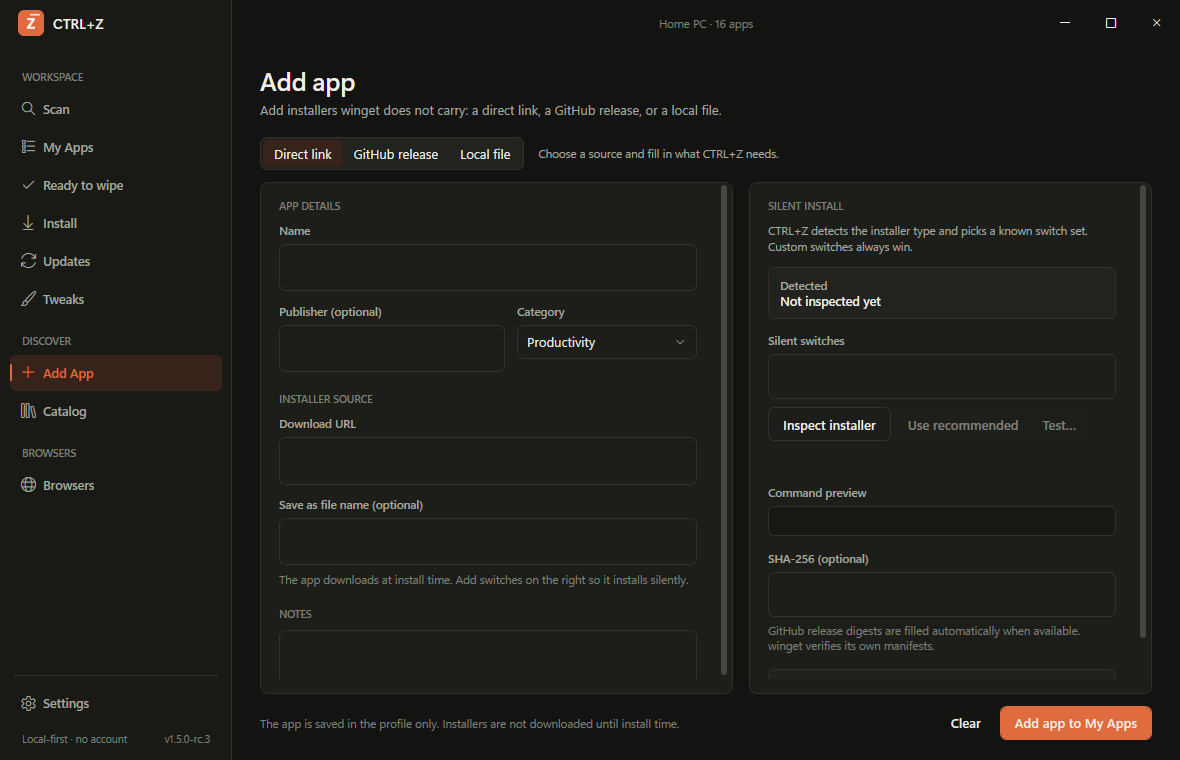 CTRL+Z
Home PC · 16 apps
WORKSPACE
Scan
My Apps
Ready to wipe
Install
Updates
Tweaks
DISCOVER
Add App
Catalog
BROWSERS
Browsers
Settings
Local-first · no account
v1.5.0-rc.3
Add app
Add installers winget does not carry: a direct link, a GitHub release, or a local file.
Direct link
GitHub release
Local file
Choose a source and fill in what CTRL+Z needs.
APP DETAILS
Name
Publisher (optional)
Category
Productivity
INSTALLER SOURCE
Download URL
Save as file name (optional)
The app downloads at install time. Add switches on the right so it installs silently.
NOTES
SILENT INSTALL
CTRL+Z detects the installer type and picks a known switch set.
Custom switches always win.
Detected
Not inspected yet
Silent switches
Inspect installer
Use recommended
Test...
Command preview
SHA-256 (optional)
GitHub release digests are filled automatically when available.
winget verifies its own manifests.
The app is saved in the profile only. Installers are not downloaded until install time.
Clear
Add app to My Apps